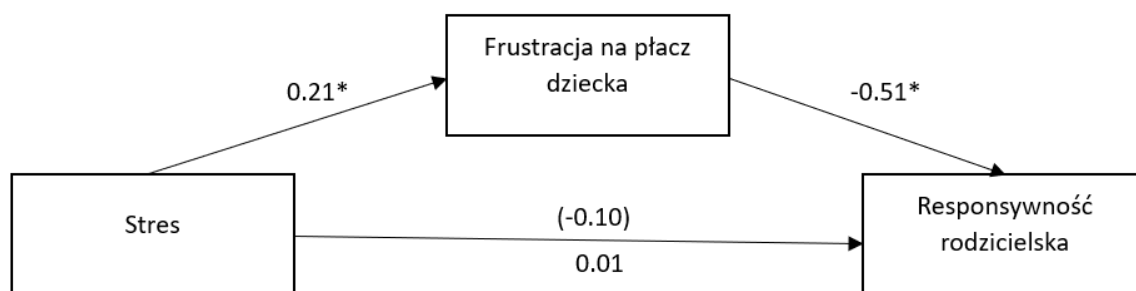 Frustracja na płacz
dziecka
0.21*
-0.51*
Stres
(-0.10)
0.01
Responsywność
rodzicielska